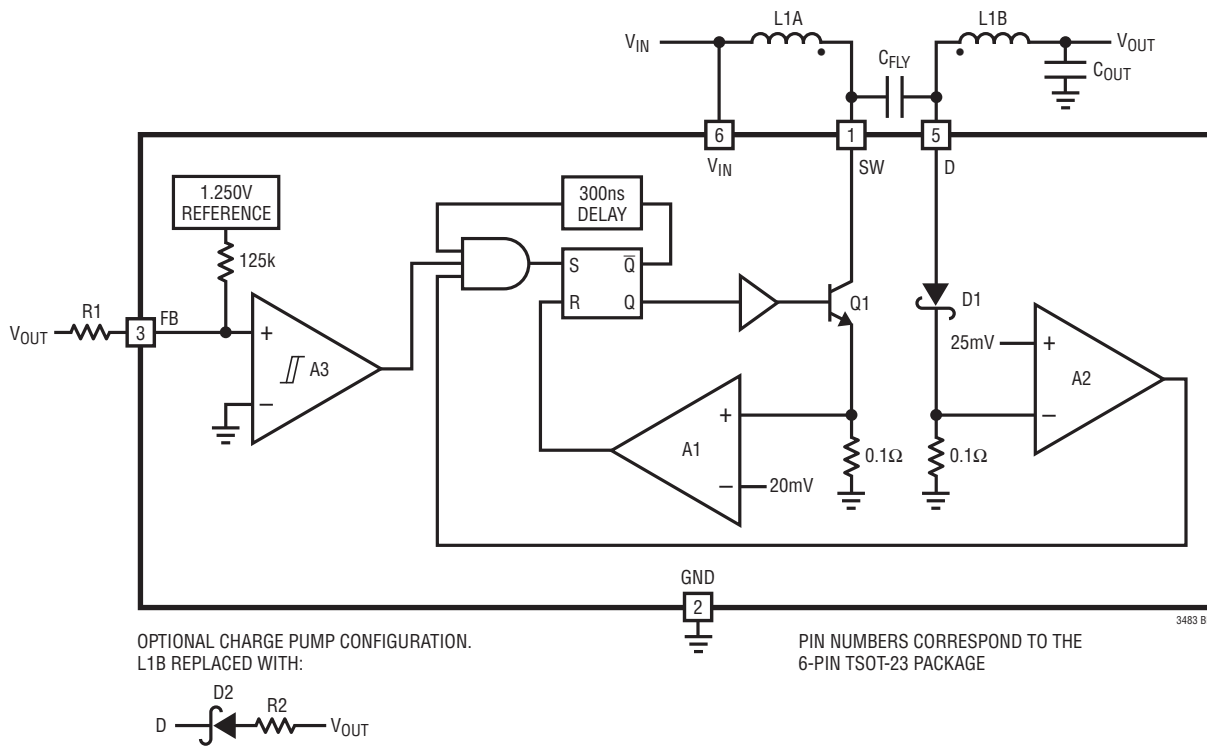 L1A
L1B
VIN
VOUT
CFLY
COUT
6
1
5
VIN
SW
D
1.250V
REFERENCE
300ns
DELAY
125k
S
Q̅
R
Q
Q1
D1
R1
FB
VOUT
3
+
A3
−
25mV
+
A2
−
+
A1
−
20mV
0.1Ω
0.1Ω
GND
2
3483 B
OPTIONAL CHARGE PUMP CONFIGURATION.
L1B REPLACED WITH:
PIN NUMBERS CORRESPOND TO THE
6-PIN TSOT-23 PACKAGE
D2
R2
D
VOUT